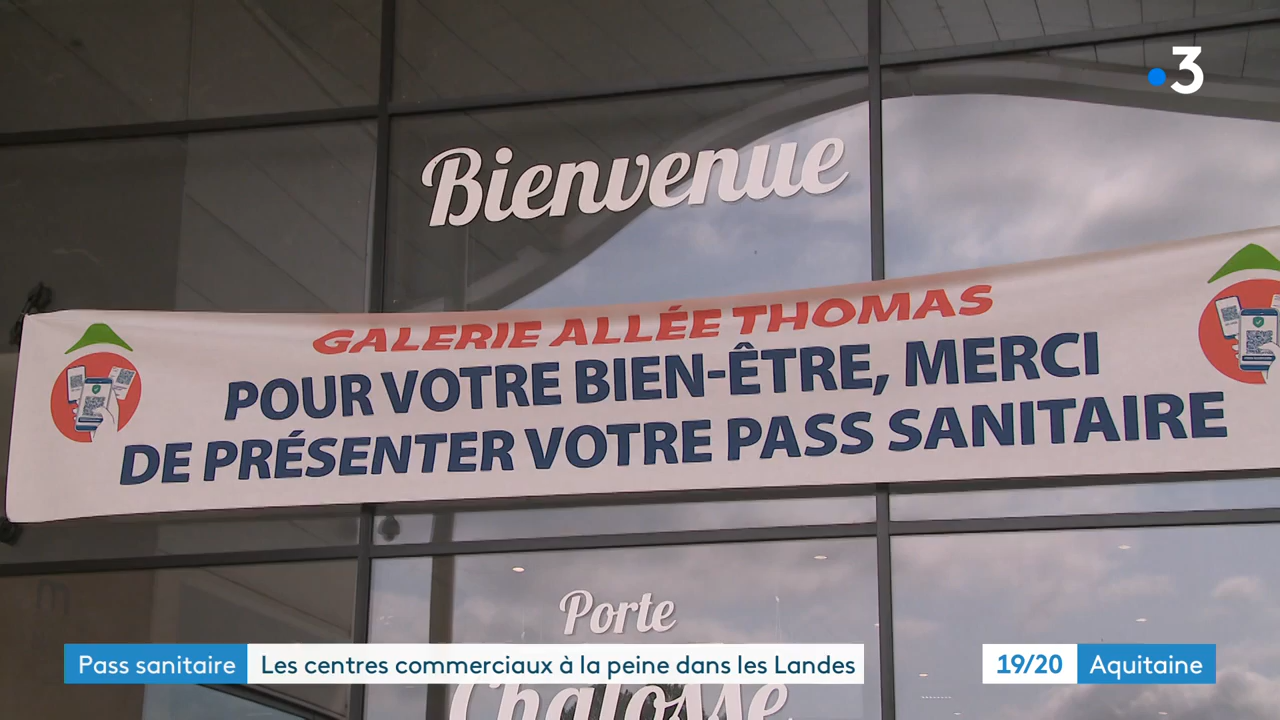 3
Bienvenue
GALERIE ALLÉE THOMAS
POUR VOTRE BIEN-ÊTRE, MERCI
DE PRÉSENTER VOTRE PASS SANITAIRE
Porte
Chalosse
Pass sanitaire Les centres commerciaux à la peine dans les Landes 19/20 Aquitaine